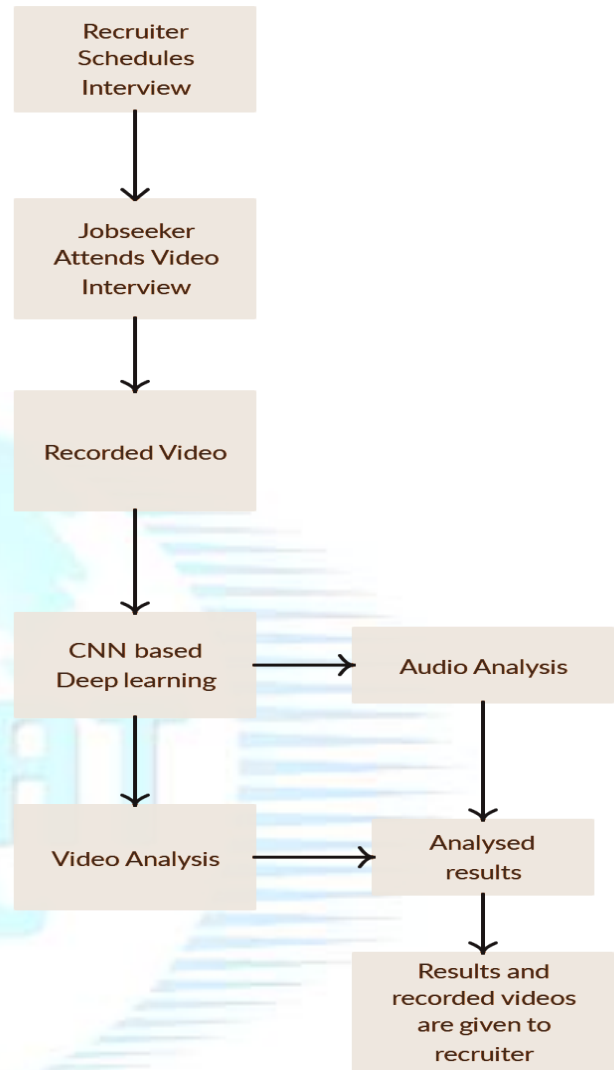 Recruiter
Schedules
Interview
Jobseeker
Attends Video
Interview
Recorded Video
CNN based
Deep learning
Audio Analysis
Video Analysis
Analysed
results
Results and
recorded videos
are given to
recruiter